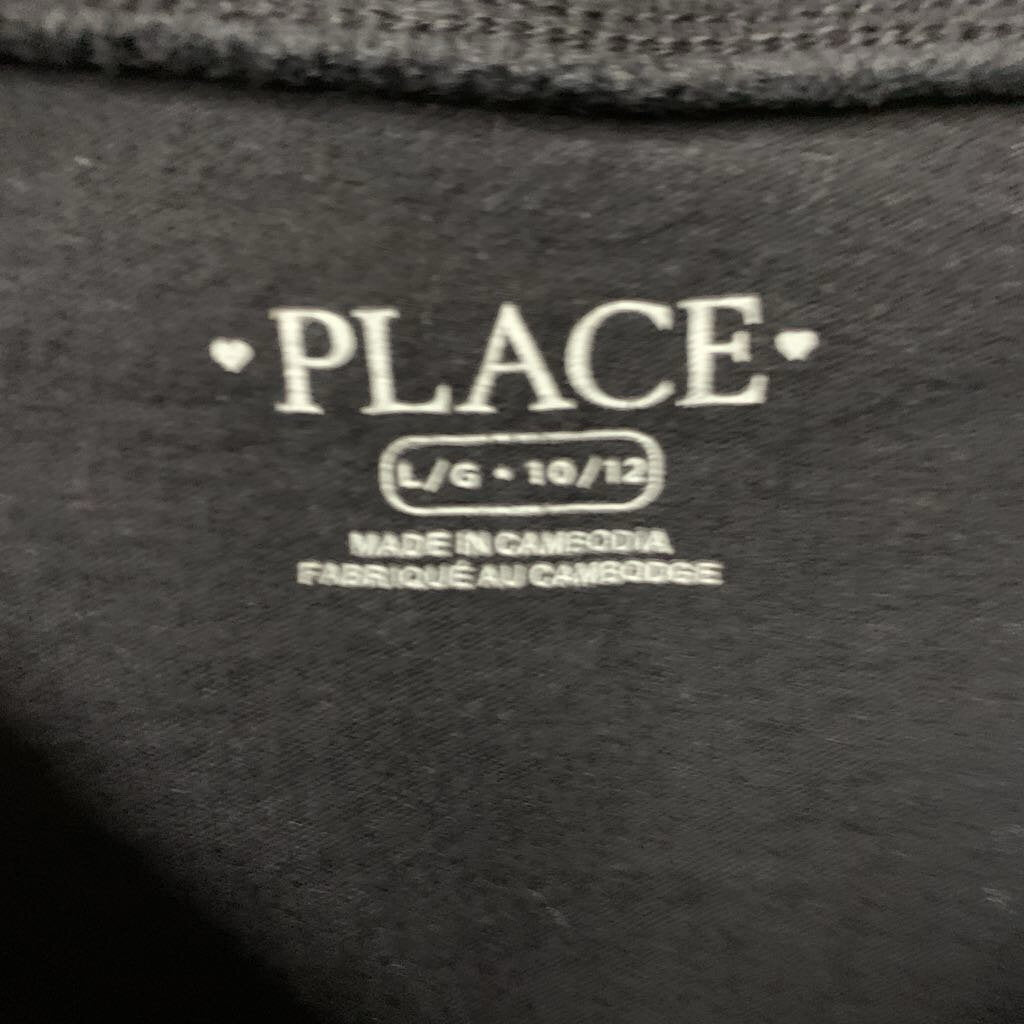 PLACE
L/G • 10/12
MADE IN CAMBODIA
FABRIQUÉ AU CAMBODGE